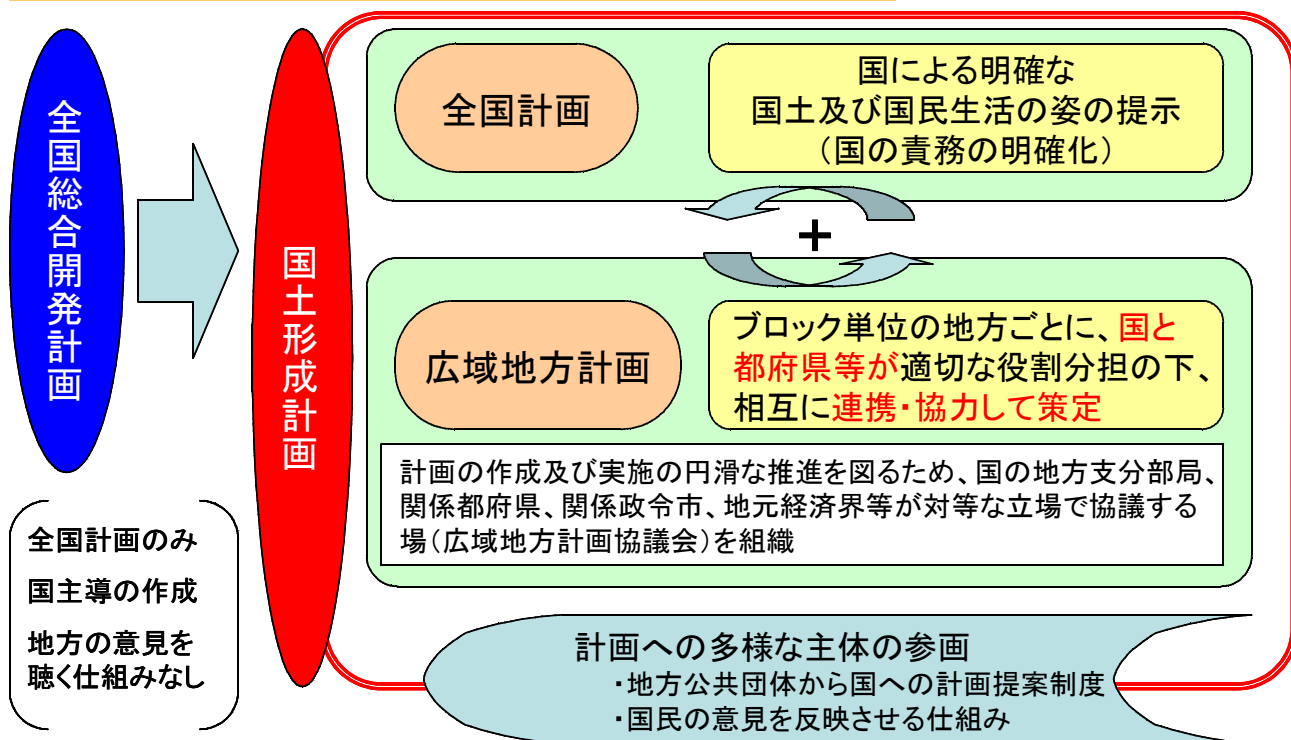 全国総合開発計画
全国計画のみ
国主導の作成
地方の意見を
聴く仕組みなし
国土形成計画
全国計画
国による明確な
国土及び国民生活の姿の提示
（国の責務の明確化）
+
広域地方計画
ブロック単位の地方ごとに、国と
都府県等が適切な役割分担の下、
相互に連携・協力して策定
計画の作成及び実施の円滑な推進を図るため、国の地方支分部局、
関係都府県、関係政令市、地元経済界等が対等な立場で協議する
場（広域地方計画協議会）を組織
計画への多様な主体の参画
・地方公共団体から国への計画提案制度
・国民の意見を反映させる仕組み